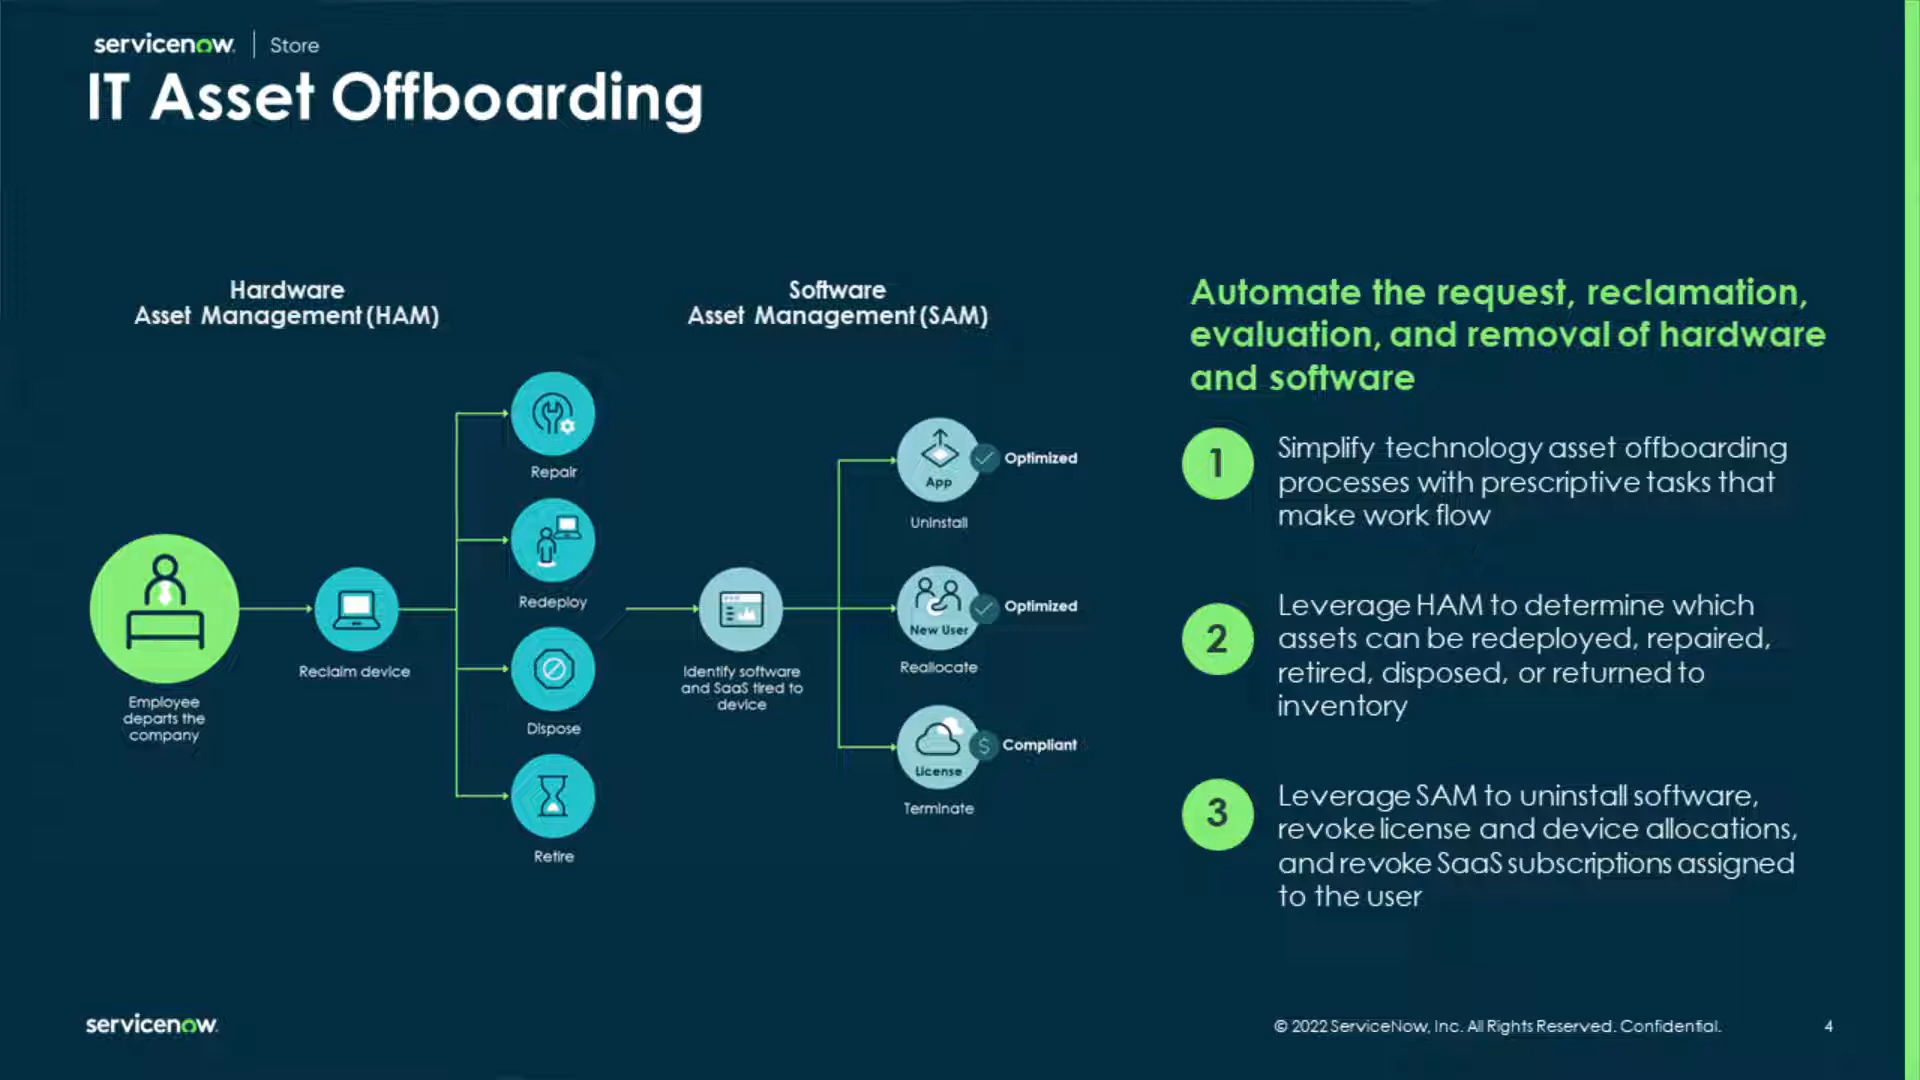 servicenow. | Store
IT Asset Offboarding
Hardware
Asset Management (HAM)
Software
Asset Management (SAM)
Employee
departs the
company
Reclaim device
Repair
Redeploy
Dispose
Retire
Identify software
and SaaS tired to
device
App
Optimized
Uninstall
New User
Optimized
Reallocate
License
$
Compliant
Terminate
Automate the request, reclamation,
evaluation, and removal of hardware
and software
1
Simplify technology asset offboarding
processes with prescriptive tasks that
make work flow
2
Leverage HAM to determine which
assets can be redeployed, repaired,
retired, disposed, or returned to
inventory
3
Leverage SAM to uninstall software,
revoke license and device allocations,
and revoke SaaS subscriptions assigned
to the user
servicenow.
© 2022 ServiceNow, Inc. All Rights Reserved. Confidential.
4